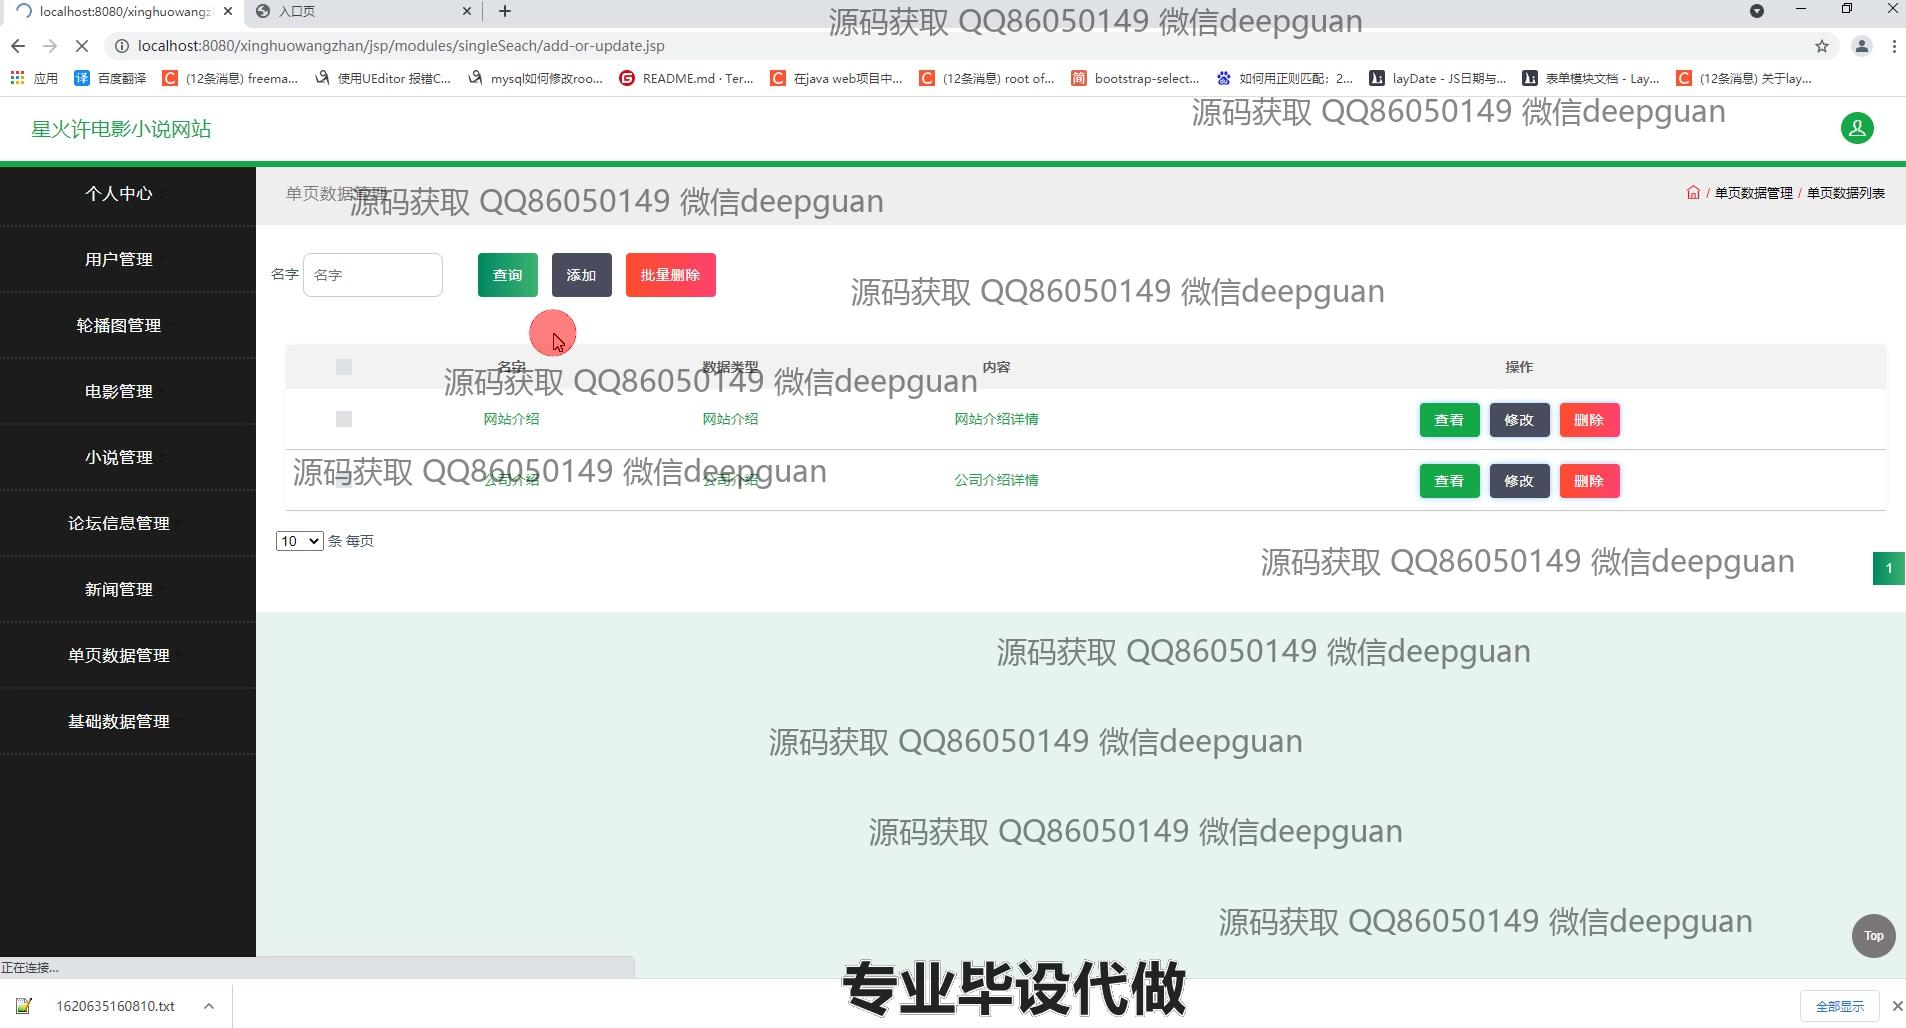 localhost:8080/xinghuowangz
入口页
源码获取 QQ86050149 微信deepguan
localhost:8080/xinghuowangzhan/jsp/modules/singleSeach/add-or-update.jsp
应用
百度翻译
(12条消息) freema...
使用UEditor 报错C...
mysql如何修改roo...
README.md · Ter...
在java web项目中...
(12条消息) root of...
bootstrap-select...
如何用正则匹配：2...
layDate - JS日期与...
表单模块文档 - Lay...
(12条消息) 关于lay...
源码获取 QQ86050149 微信deepguan
星火许电影小说网站
个人中心
单页数据管理
源码获取 QQ86050149 微信deepguan
/ 单页数据管理 / 单页数据列表
用户管理
名字 名字 查询 添加 批量删除
源码获取 QQ86050149 微信deepguan
轮播图管理
名字 数据类型 内容 操作
源码获取 QQ86050149 微信deepguan
电影管理
网站介绍 网站介绍 网站介绍详情 查看 修改 删除
小说管理
源码获取 QQ86050149 微信deepguan
公司介绍 公司介绍 公司介绍详情 查看 修改 删除
论坛信息管理
10 条 每页
源码获取 QQ86050149 微信deepguan
1
新闻管理
单页数据管理
源码获取 QQ86050149 微信deepguan
基础数据管理
源码获取 QQ86050149 微信deepguan
源码获取 QQ86050149 微信deepguan
源码获取 QQ86050149 微信deepguan
Top
正在连接...
专业毕设代做
1620635160810.txt
全部显示